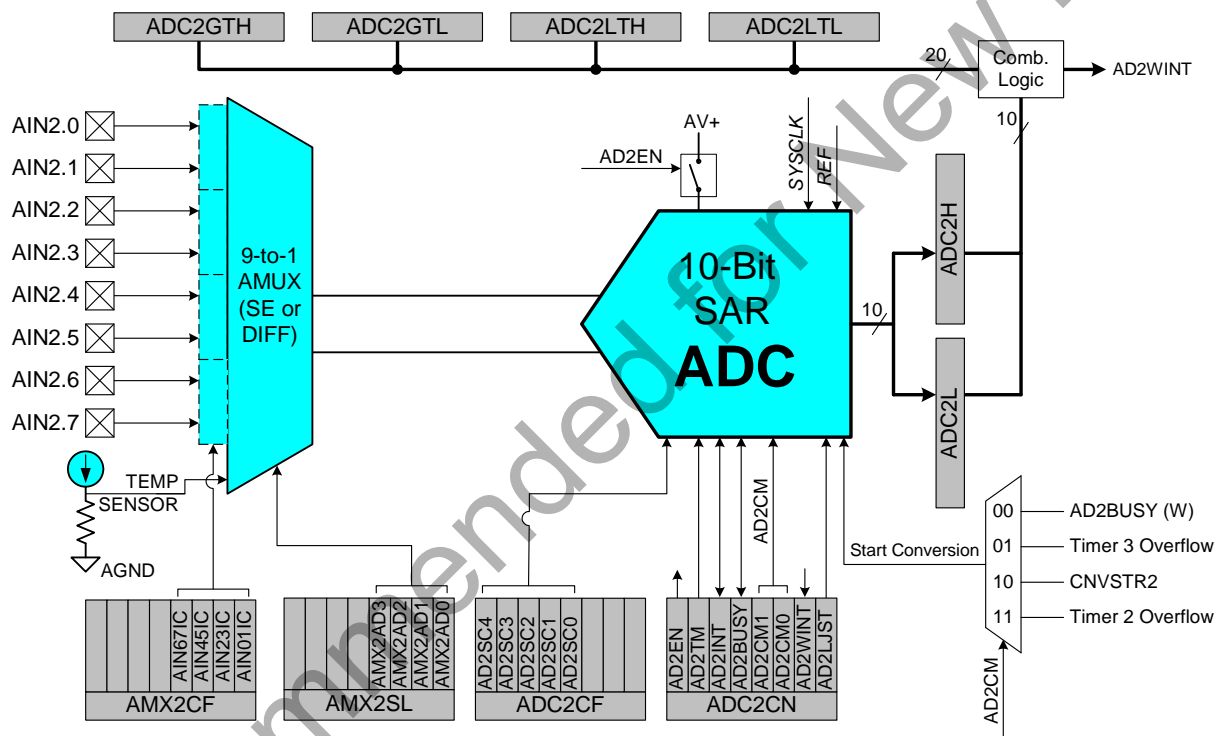 ADC2GTH
ADC2GTL
ADC2LTH
ADC2LTL
20
Comb.
Logic
AD2WINT
10
AIN2.0
AIN2.1
AIN2.2
AIN2.3
AIN2.4
AIN2.5
AIN2.6
AIN2.7
9-to-1
AMUX
(SE or
DIFF)
AV+
AD2EN
SYSCLK
REF
10-Bit
SAR
ADC
10
ADC2H
ADC2L
TEMP
SENSOR
AGND
AD2CM
Start Conversion
00
AD2BUSY (W)
01
Timer 3 Overflow
10
CNVSTR2
11
Timer 2 Overflow
AD2CM
AIN67IC
AIN45IC
AIN23IC
AIN01IC
AMX2CF
AMX2AD3
AMX2AD2
AMX2AD1
AMX2AD0
AMX2SL
AD2SC4
AD2SC3
AD2SC2
AD2SC1
AD2SC0
ADC2CF
AD2EN
AD2TM
AD2INT
AD2BUSY
AD2CM1
AD2CM0
AD2WINT
AD2LJST
ADC2CN
mmended for New